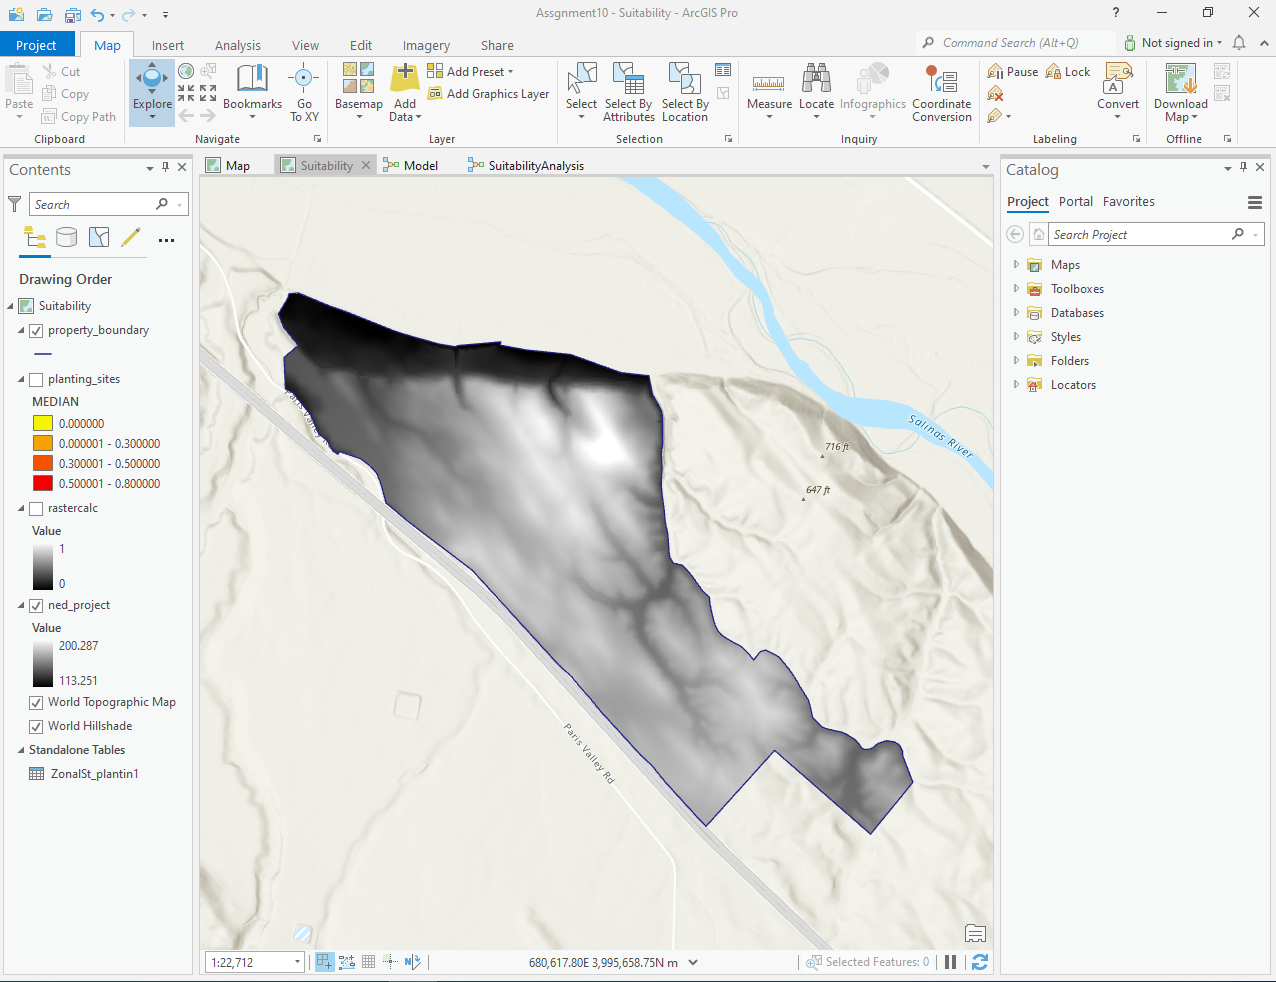 Assgnment10 - Suitability - ArcGIS Pro
?
Project
Map
Insert
Analysis
View
Edit
Imagery
Share
Command Search (Alt+Q)
Not signed in
Paste
Cut
Copy
Copy Path
Clipboard
Explore
Bookmarks
Go
To XY
Navigate
Basemap
Add
Data
Add Preset
Add Graphics Layer
Layer
Select
Select By
Attributes
Select By
Location
Selection
Measure
Locate
Infographics
Coordinate
Conversion
Inquiry
Pause
Lock
Convert
Labeling
Download
Map
Offline
Contents
Search
Drawing Order
Suitability
property_boundary
planting_sites
MEDIAN
0.000000
0.000001 - 0.300000
0.300001 - 0.500000
0.500001 - 0.800000
rastercalc
Value
1
0
ned_project
Value
200.287
113.251
World Topographic Map
World Hillshade
Standalone Tables
ZonalSt_plantin1
Map
Suitability
Model
SuitabilityAnalysis
Salinas River
716 ft
647 ft
Paris Valley R
Paris Valley Rd
1:22,712
680,617.80E 3,995,658.75N m
Selected Features: 0
Catalog
Project
Portal
Favorites
Search Project
Maps
Toolboxes
Databases
Styles
Folders
Locators